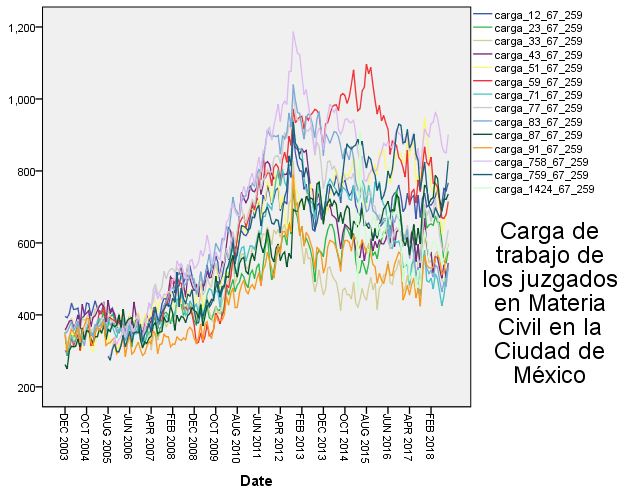 1,200
1,000
800
600
400
200
DEC 2003
OCT 2004
AUG 2005
JUN 2006
APR 2007
FEB 2008
DEC 2008
OCT 2009
AUG 2010
JUN 2011
APR 2012
FEB 2013
DEC 2013
OCT 2014
AUG 2015
JUN 2016
APR 2017
FEB 2018
Date
carga_12_67_259
carga_23_67_259
carga_33_67_259
carga_43_67_259
carga_51_67_259
carga_59_67_259
carga_71_67_259
carga_77_67_259
carga_83_67_259
carga_87_67_259
carga_91_67_259
carga_758_67_259
carga_759_67_259
carga_1424_67_259
Carga de
trabajo de
los juzgados
en Materia
Civil en la
Ciudad de
México